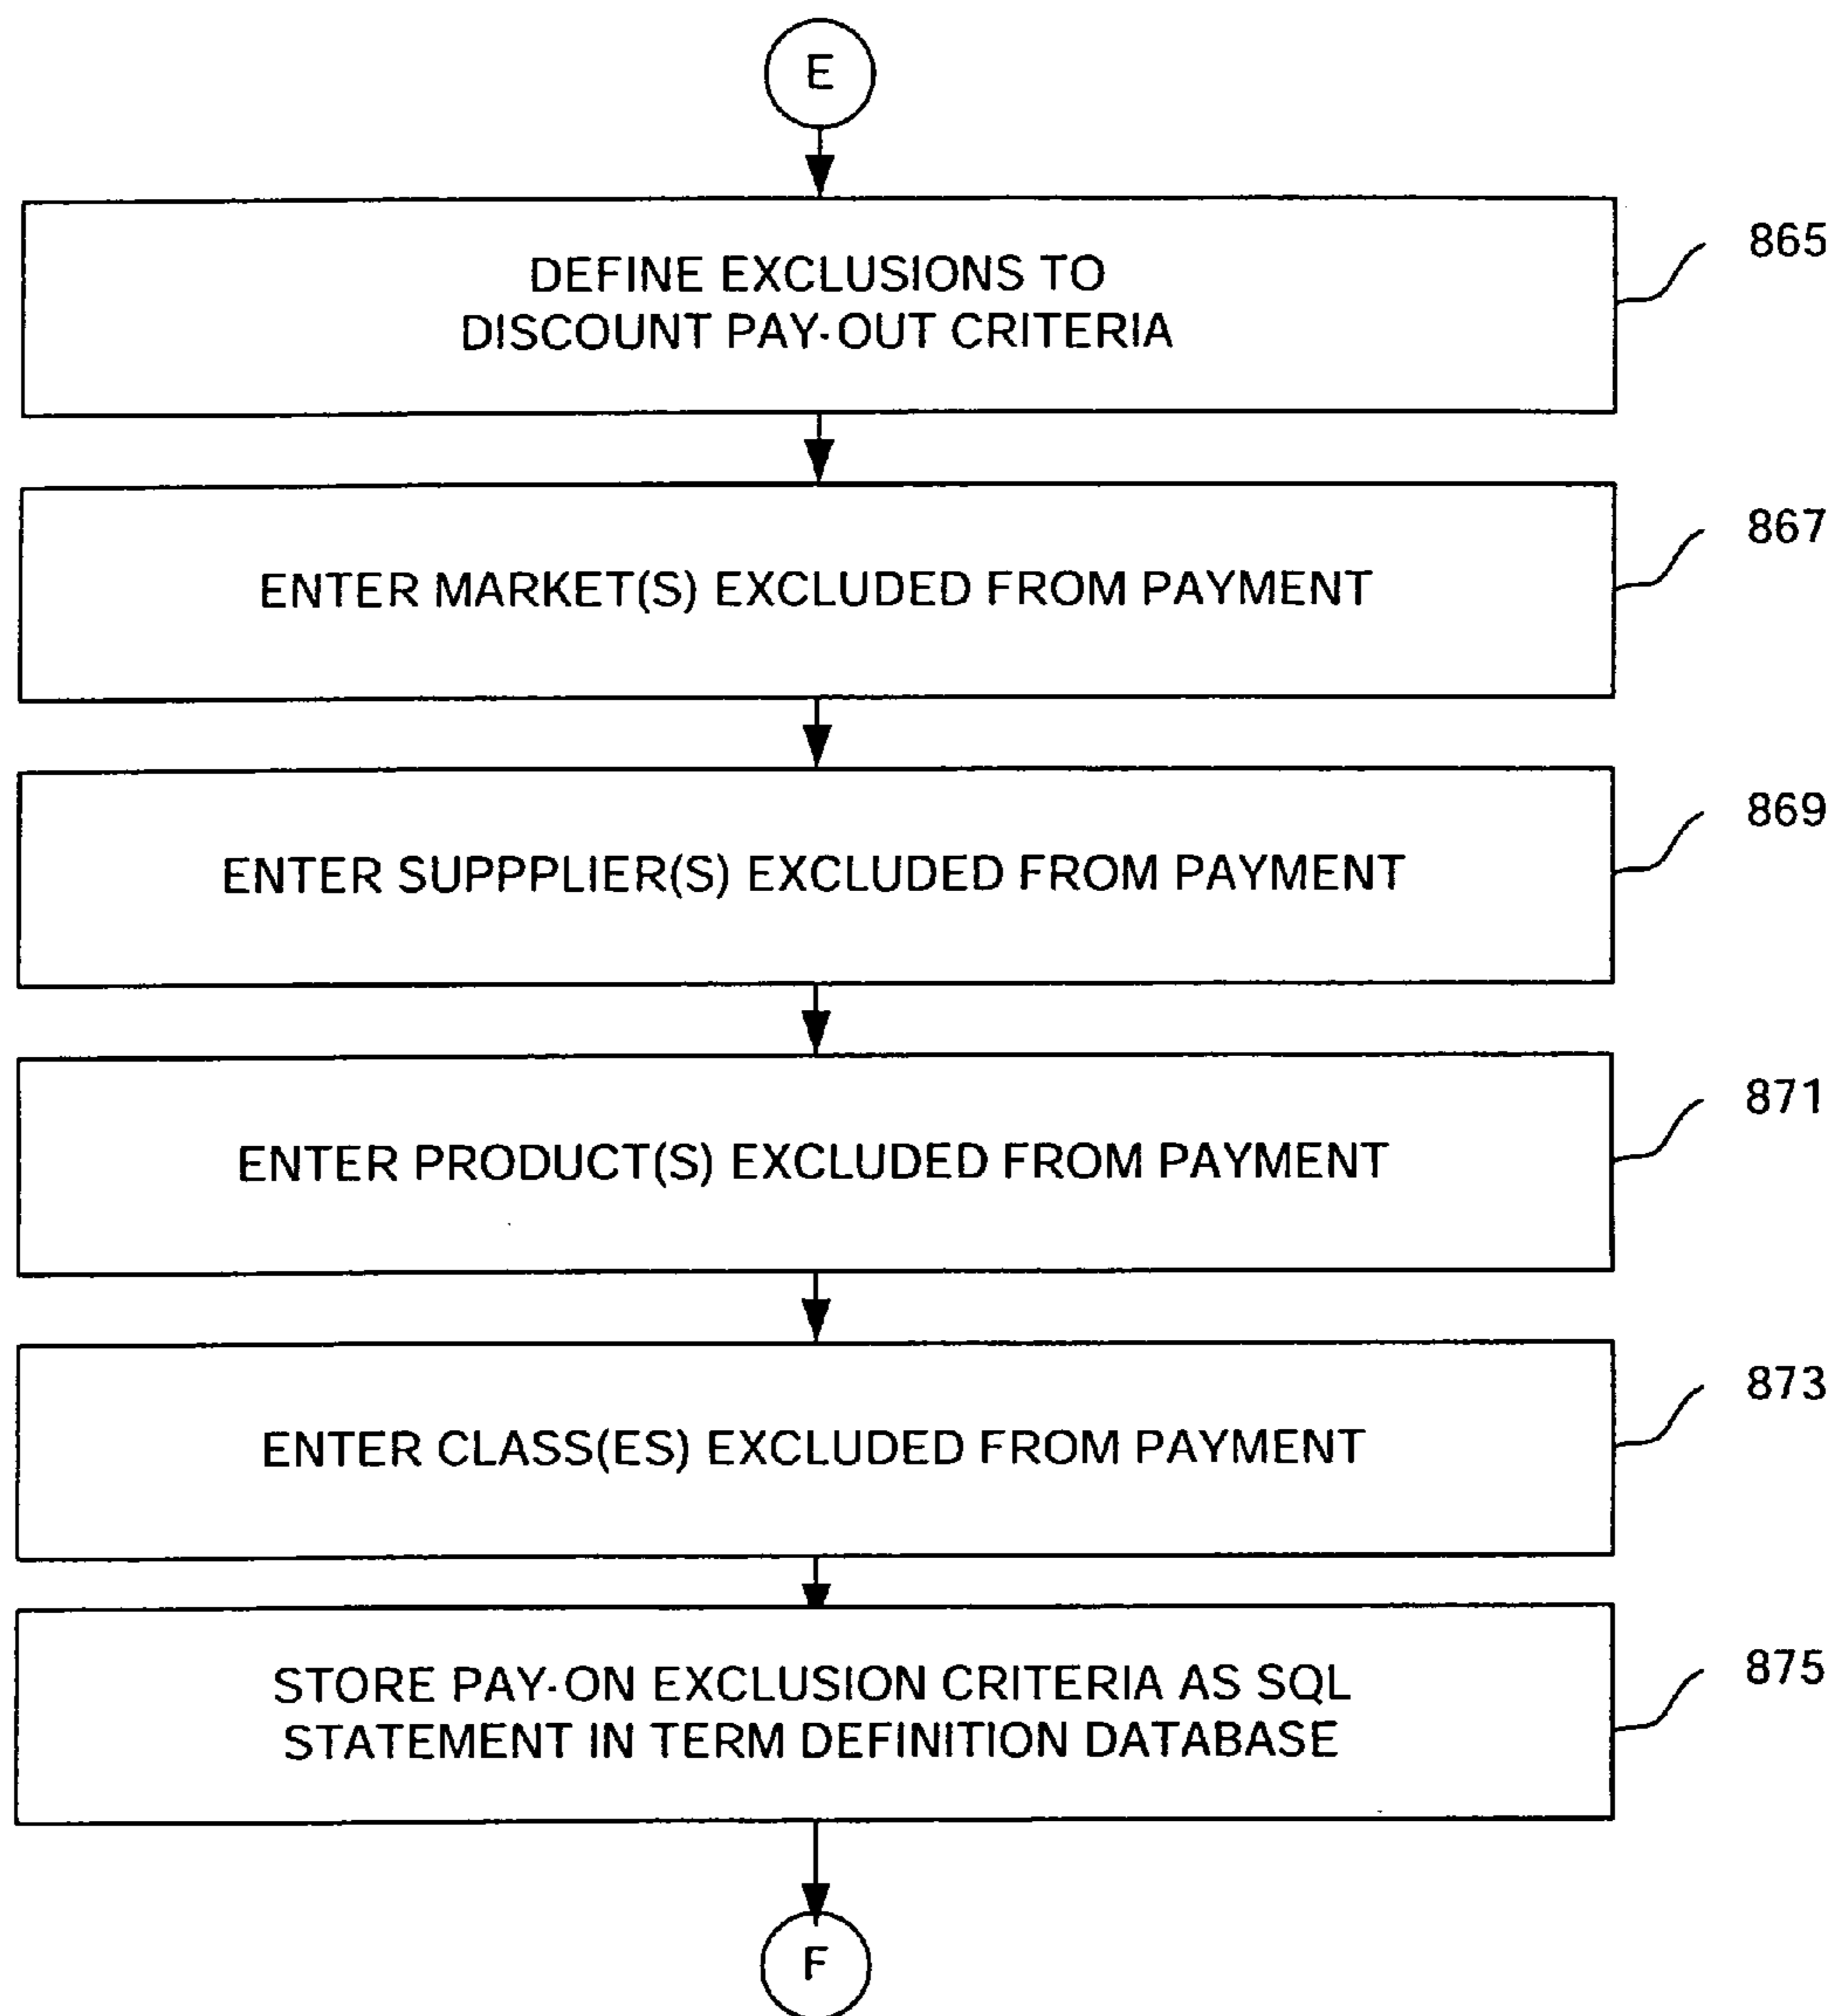 E
DEFINE EXCLUSIONS TO
DISCOUNT PAY-OUT CRITERIA
865
ENTER MARKET(S) EXCLUDED FROM PAYMENT
867
ENTER SUPPPLIER(S) EXCLUDED FROM PAYMENT
869
ENTER PRODUCT(S) EXCLUDED FROM PAYMENT
871
ENTER CLASS(ES) EXCLUDED FROM PAYMENT
873
STORE PAY-ON EXCLUSION CRITERIA AS SQL
STATEMENT IN TERM DEFINITION DATABASE
875
F